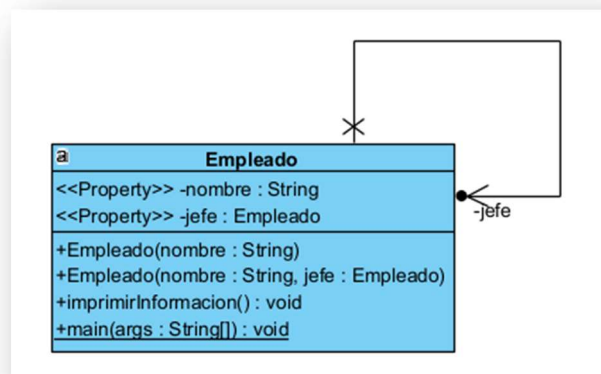 a
Empleado
<<Property>> -nombre : String
<<Property>> -jefe : Empleado
-jefe
+Empleado(nombre : String)
+Empleado(nombre : String, jefe : Empleado)
+imprimirInformacion() : void
+main(args : String[]) : void